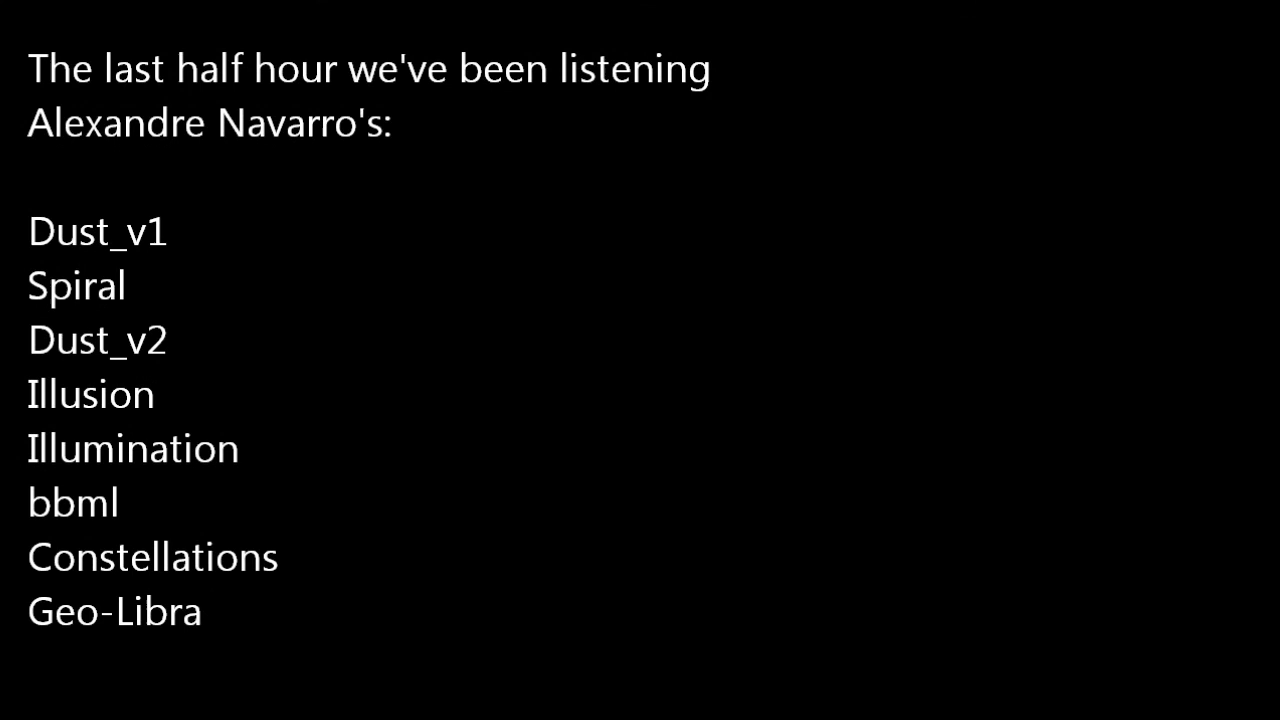 The last half hour we've been listening
Alexandre Navarro's:
Dust_v1
Spiral
Dust_v2
Illusion
Illumination
bbml
Constellations
Geo-Libra